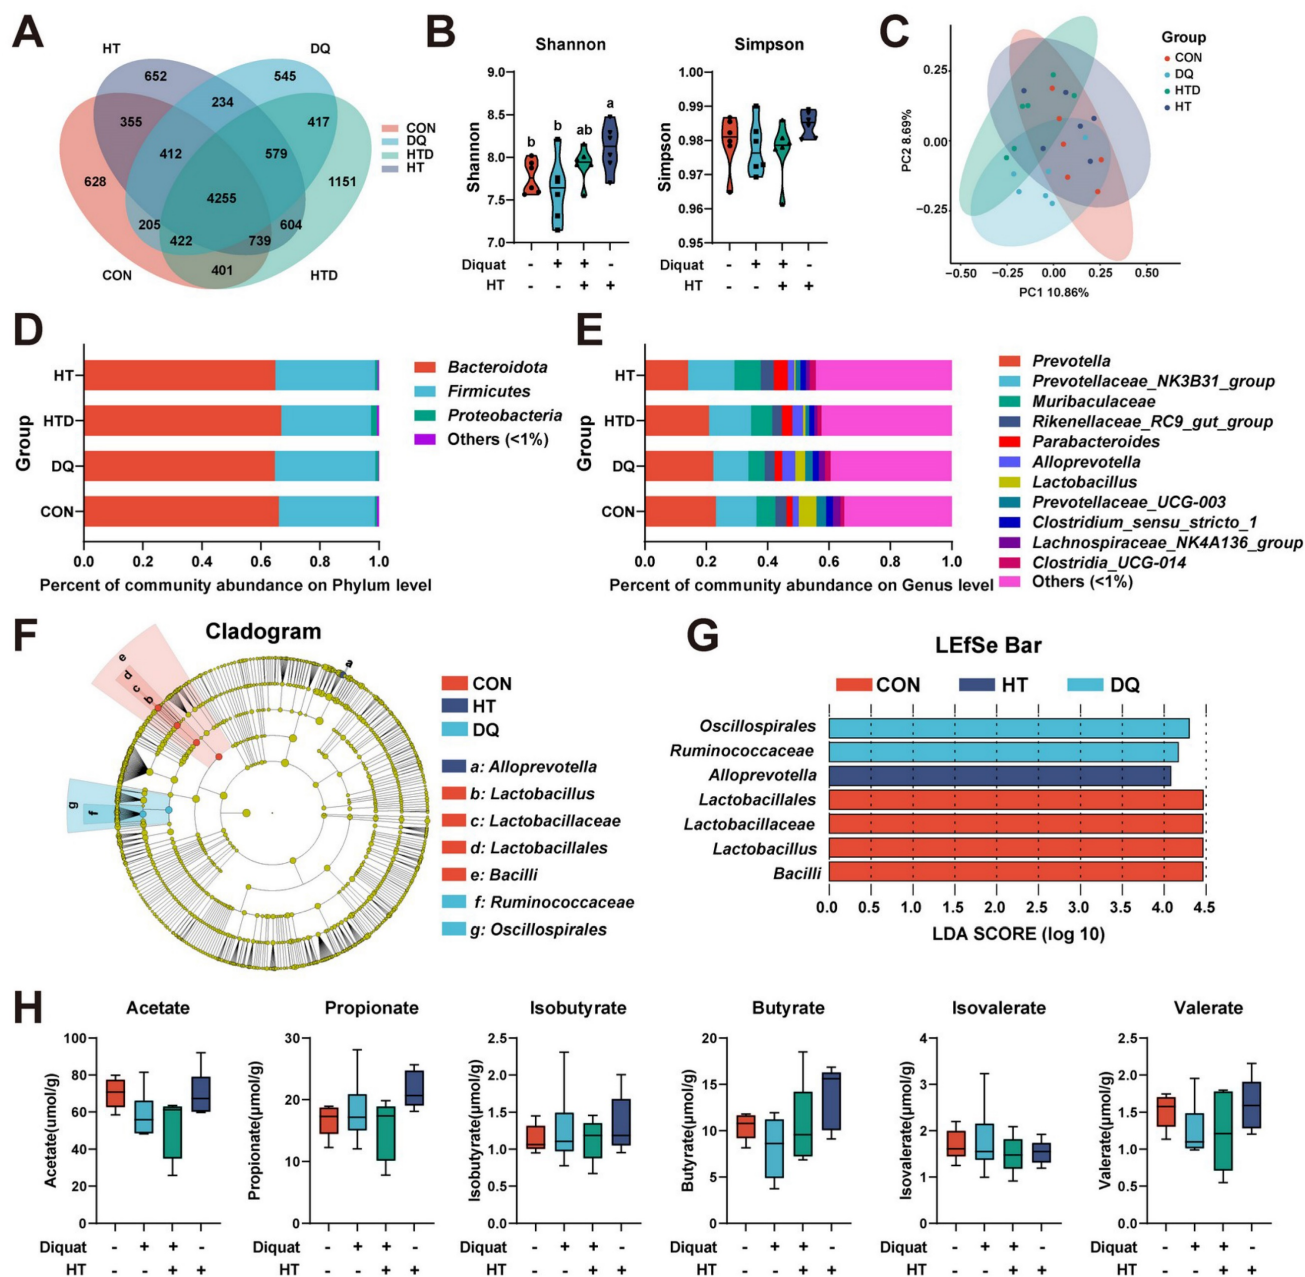 A
HT
DQ
652
545
234
355
417
412
579
628
4255
1151
205
604
422
739
401
CON
HTD
CON
DQ
HTD
HT
B
Shannon
Shannon
8.0
8.5
8.0
7.5
7.0
b
b
ab
a
Diquat - + + -
HT - - + +
Simpson
Simpson
1.00
0.99
0.98
0.97
0.96
0.95
Diquat - + + -
HT - - + +
C
PC2 8.69%
0.25
0.00
−0.25
−0.50 −0.25 0.00 0.25 0.50
PC1 10.86%
Group
CON
DQ
HTD
HT
D
Group
HT
HTD
DQ
CON
0.0 0.2 0.4 0.6 0.8 1.0
Percent of community abundance on Phylum level
Bacteroidota
Firmicutes
Proteobacteria
Others (<1%)
E
Group
HT
HTD
DQ
CON
0.0 0.2 0.4 0.6 0.8 1.0
Percent of community abundance on Genus level
Prevotella
Prevotellaceae_NK3B31_group
Muribaculaceae
Rikenellaceae_RC9_gut_group
Parabacteroides
Alloprevotella
Lactobacillus
Prevotellaceae_UCG-003
Clostridium_sensu_stricto_1
Lachnospiraceae_NK4A136_group
Clostridia_UCG-014
Others (<1%)
F
Cladogram
a
e
d
c
b
g
f
CON
HT
DQ
a: Alloprevotella
b: Lactobacillus
c: Lactobacillaceae
d: Lactobacillales
e: Bacilli
f: Ruminococcaceae
g: Oscillospirales
G
LEfSe Bar
CON HT DQ
Oscillospirales
Ruminococcaceae
Alloprevotella
Lactobacillales
Lactobacillaceae
Lactobacillus
Bacilli
0.0 0.5 1.0 1.5 2.0 2.5 3.0 3.5 4.0 4.5
LDA SCORE (log 10)
H
Acetate
Acetate(umol/g)
100
80
60
40
20
0
Diquat - + + -
HT - - + +
Propionate
Propionate(µmol/g)
30
20
10
0
- + + -
- - + +
Isobutyrate
Isobutyrate(µmol/g)
2.5
2.0
1.5
1.0
0.5
0.0
Diquat - + + -
HT - - + +
Butyrate
Butyrate(µmol/g)
20
15
10
5
0
- + + -
- - + +
Isovalerate
Isovalerate(µmol/g)
4
3
2
1
0
Diquat - + + -
HT - - + +
Valerate
Valerate(µmol/g)
2.5
2.0
1.5
1.0
0.5
0.0
Diquat - + + -
HT - - + +